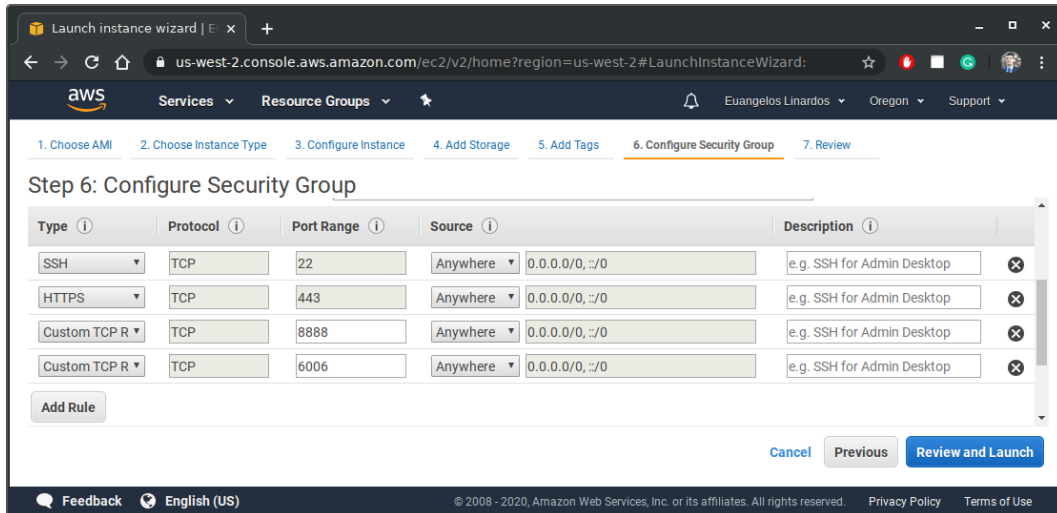 Launch instance wizard | E
us-west-2.console.aws.amazon.com/ec2/v2/home?region=us-west-2#LaunchInstanceWizard:
aws Services Resource Groups Euangelos Linardos Oregon Support
1. Choose AMI 2. Choose Instance Type 3. Configure Instance 4. Add Storage 5. Add Tags 6. Configure Security Group 7. Review
Step 6: Configure Security Group
Type i Protocol i Port Range i Source i Description i
SSH TCP 22 Anywhere 0.0.0.0/0, ::/0 e.g. SSH for Admin Desktop
HTTPS TCP 443 Anywhere 0.0.0.0/0, ::/0 e.g. SSH for Admin Desktop
Custom TCP R TCP 8888 Anywhere 0.0.0.0/0, ::/0 e.g. SSH for Admin Desktop
Custom TCP R TCP 6006 Anywhere 0.0.0.0/0, ::/0 e.g. SSH for Admin Desktop
Add Rule
Cancel Previous Review and Launch
Feedback English (US) © 2008 - 2020, Amazon Web Services, Inc. or its affiliates. All rights reserved. Privacy Policy Terms of Use